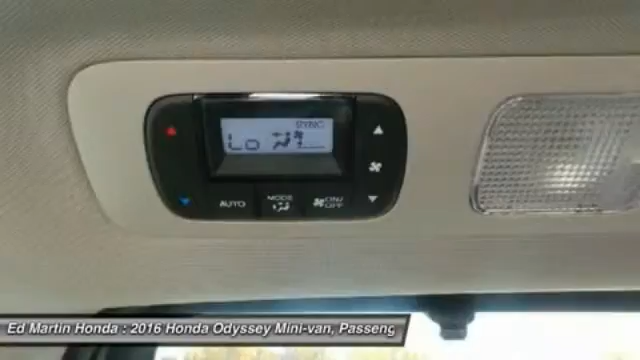 SYNC
Lo
AUTO
MODE
ON/
OFF
Ed Martin Honda : 2016 Honda Odyssey Mini-van, Passeng